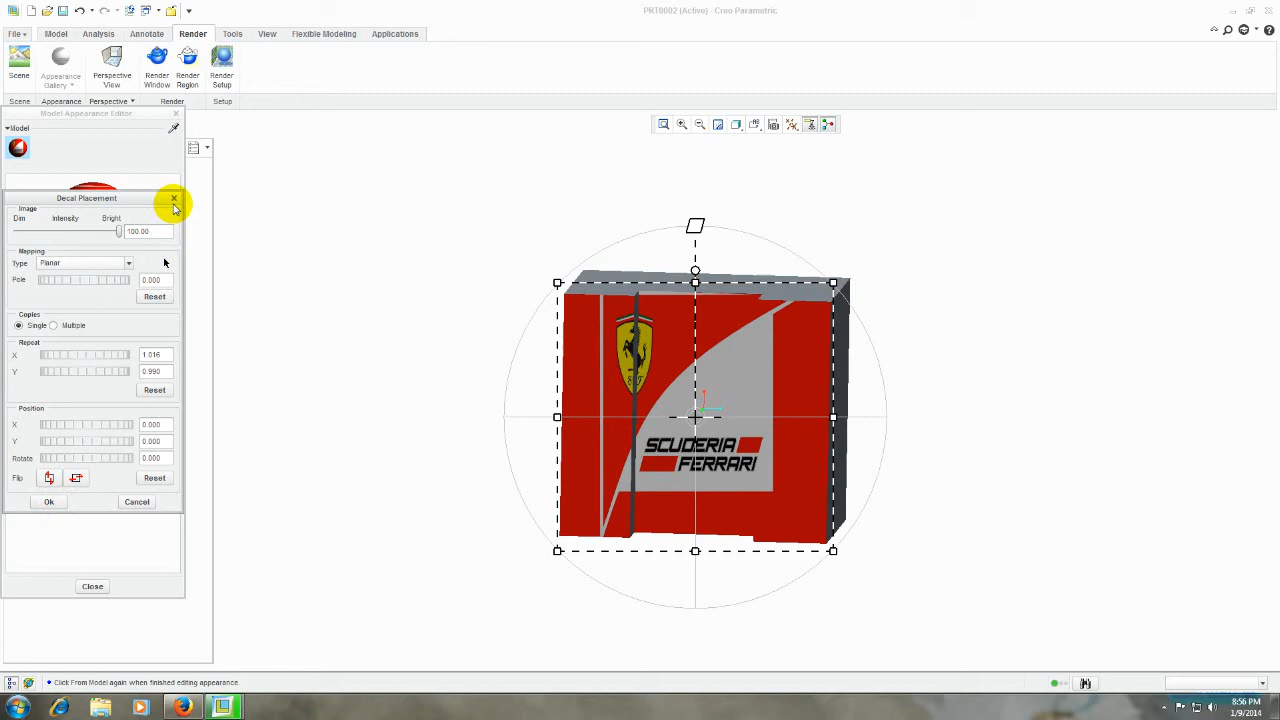 PRT0002 (Active) - Creo Parametric
File Model Analysis Annotate Render Tools View Flexible Modeling Applications
Scene Appearance Gallery Perspective View Render Window Render Region Render Setup
Scene Appearance Perspective Render Setup
Model Appearance Editor
Model
Decal Placement
Image
Dim Intensity Bright
100.00
Mapping
Type Planar
Pole 0.000
Reset
Copies
Single Multiple
Repeat
X 1.016
Y 0.990
Reset
Position
X 0.000
Y 0.000
Rotate 0.000
Flip Reset
Ok Cancel
Close
S F
SCUDERIA
FERRARI
Click From Model again when finished editing appearance.
8:56 PM
1/9/2014